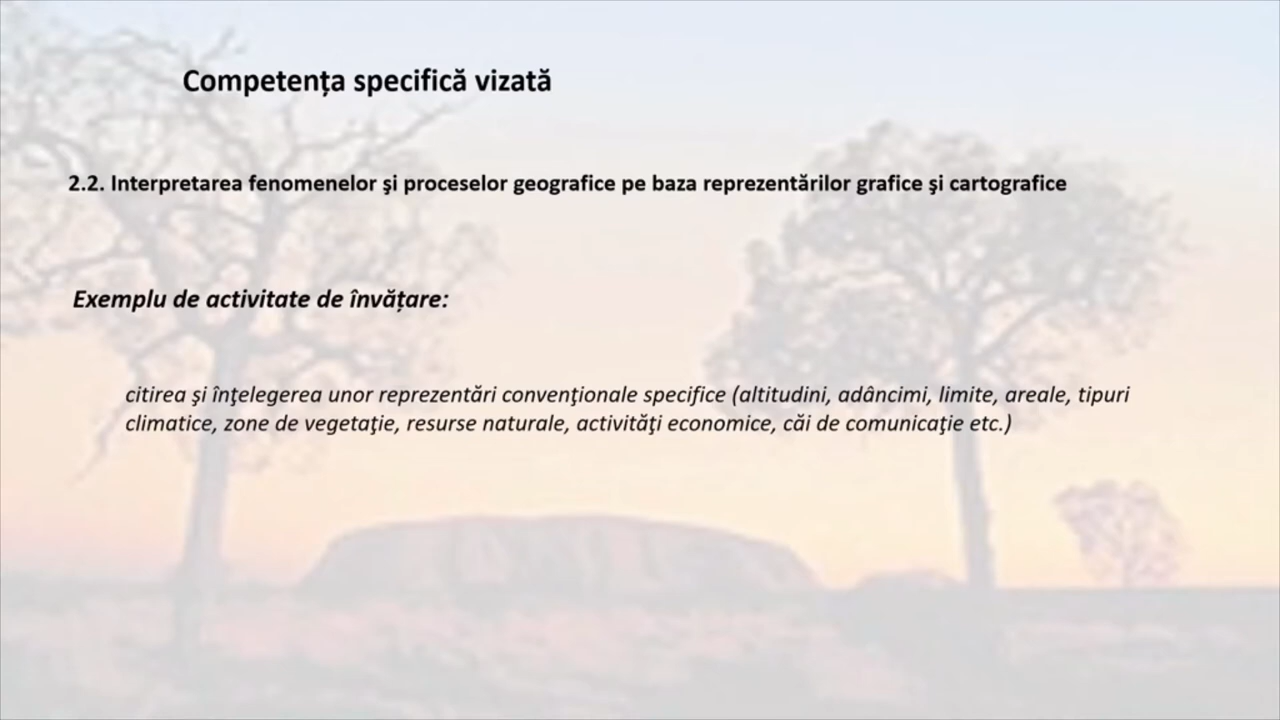 Competența specifică vizată
2.2. Interpretarea fenomenelor şi proceselor geografice pe baza reprezentărilor grafice şi cartografice
Exemplu de activitate de învățare:
citirea şi înţelegerea unor reprezentări convenţionale specifice (altitudini, adâncimi, limite, areale, tipuri
climatice, zone de vegetaţie, resurse naturale, activităţi economice, căi de comunicaţie etc.)